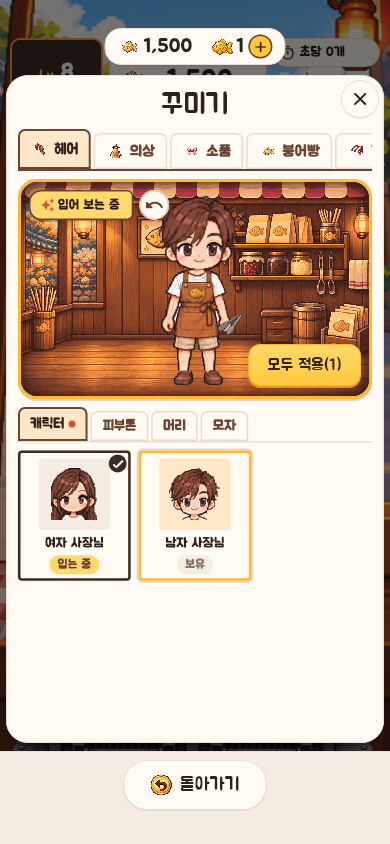 1,500
1
초당 0개
8
꾸미기
헤어
의상
소품
붕어빵
입어 보는 중
모두 적용(1)
캐릭터
피부톤
머리
모자
여자 사장님
입는 중
남자 사장님
보유
돌아가기